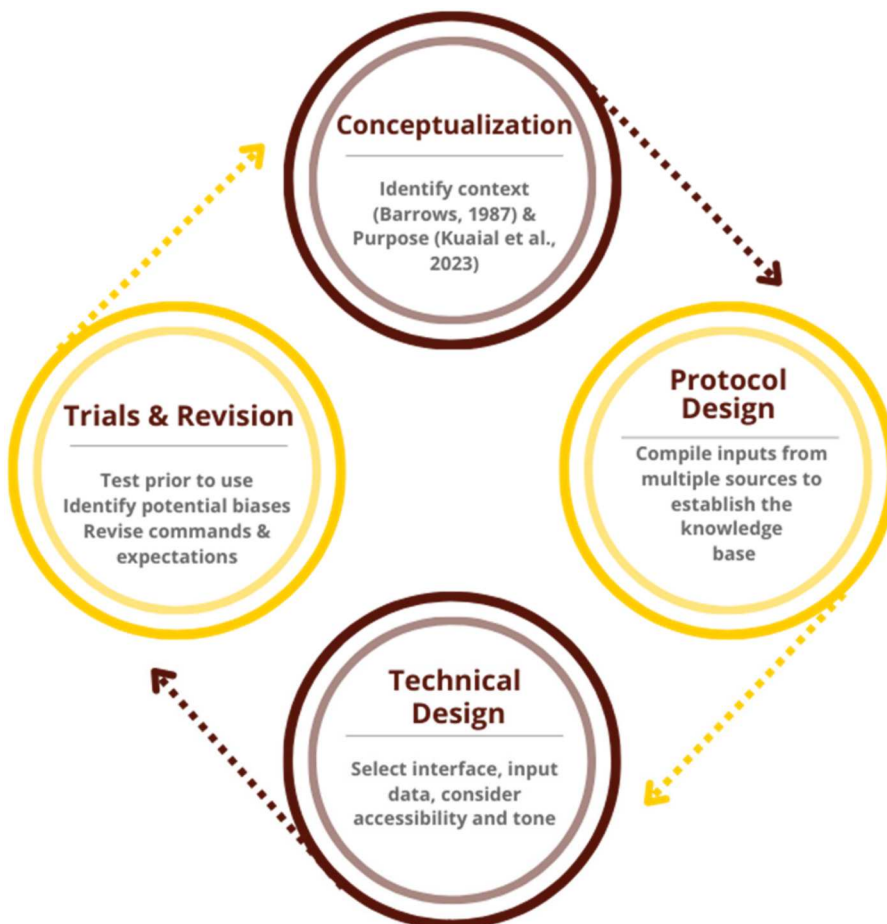 Conceptualization
Identify context
(Barrows, 1987) &
Purpose (Kuaial et al.,
2023)
Protocol
Design
Compile inputs from
multiple sources to
establish the
knowledge
base
Technical
Design
Select interface, input
data, consider
accessibility and tone
Trials & Revision
Test prior to use
Identify potential biases
Revise commands &
expectations